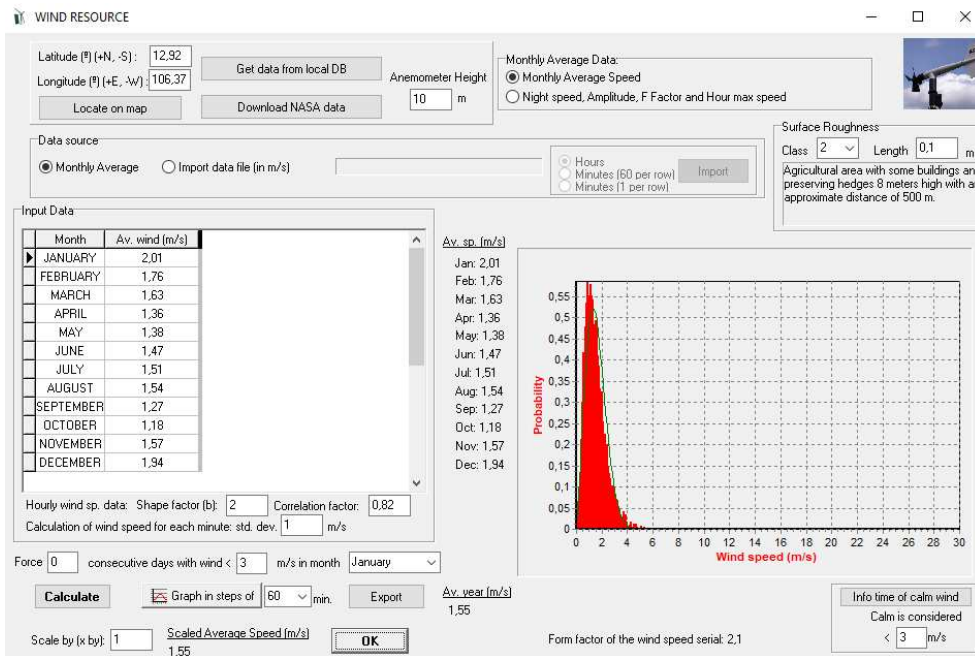 WIND RESOURCE
Latitude (º) (+N, -S) : 12,92
Longitude (º) (+E, -W) : 106,37
Get data from local DB
Locate on map
Download NASA data
Anemometer Height
10 m
Monthly Average Data:
Monthly Average Speed
Night speed, Amplitude, F Factor and Hour max speed
Data source
Monthly Average
Import data file (in m/s)
Hours
Minutes (60 per row)
Minutes (1 per row)
Import
Surface Roughness
Class 2 Length 0,1 m
Agricultural area with some buildings an
preserving hedges 8 meters high with a
approximate distance of 500 m.
Input Data
Month Av. wind (m/s)
JANUARY 2,01
FEBRUARY 1,76
MARCH 1,63
APRIL 1,36
MAY 1,38
JUNE 1,47
JULY 1,51
AUGUST 1,54
SEPTEMBER 1,27
OCTOBER 1,18
NOVEMBER 1,57
DECEMBER 1,94
Hourly wind sp. data: Shape factor (b): 2 Correlation factor: 0,82
Calculation of wind speed for each minute: std. dev. 1 m/s
Av. sp. (m/s)
Jan: 2,01
Feb: 1,76
Mar: 1,63
Apr: 1,36
May: 1,38
Jun: 1,47
Jul: 1,51
Aug: 1,54
Sep: 1,27
Oct: 1,18
Nov: 1,57
Dec: 1,94
Probability
0,55
0,5
0,45
0,4
0,35
0,3
0,25
0,2
0,15
0,1
0,05
0
0 2 4 6 8 10 12 14 16 18 20 22 24 26 28 30
Wind speed (m/s)
Force 0 consecutive days with wind < 3 m/s in month January
Calculate
Graph in steps of 60 min.
Export
Av. year (m/s)
1,55
Scale by (x by): 1
Scaled Average Speed (m/s)
1,55
OK
Form factor of the wind speed serial: 2,1
Info time of calm wind
Calm is considered
< 3 m/s